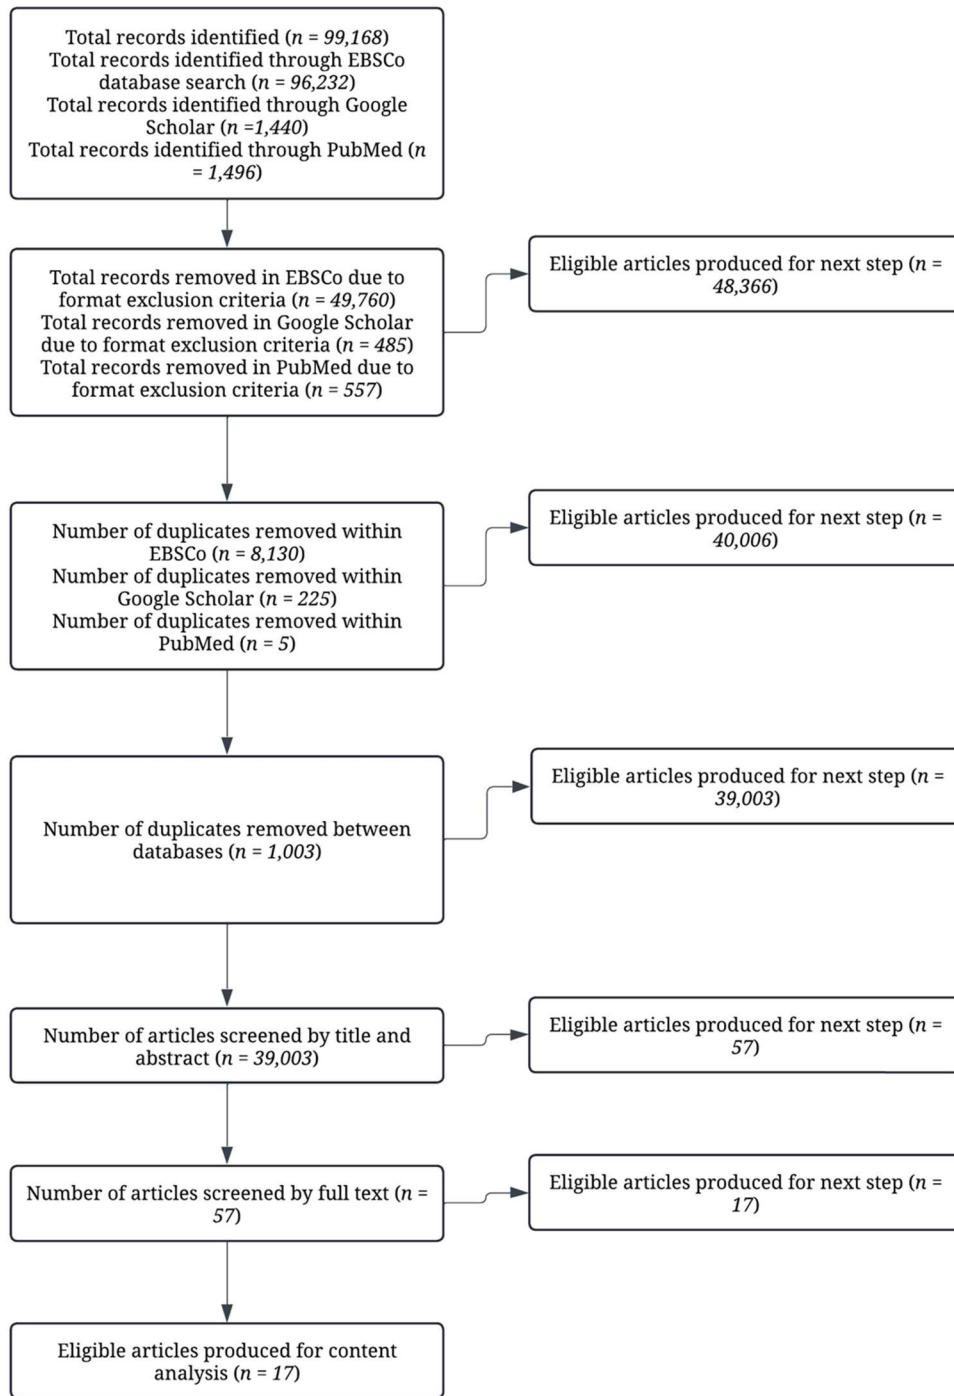 Total records identified (n = 99,168)
Total records identified through EBSCo
database search (n = 96,232)
Total records identified through Google
Scholar (n =1,440)
Total records identified through PubMed (n
= 1,496)
Total records removed in EBSCo due to
format exclusion criteria (n = 49,760)
Total records removed in Google Scholar
due to format exclusion criteria (n = 485)
Total records removed in PubMed due to
format exclusion criteria (n = 557)
Eligible articles produced for next step (n =
48,366)
Number of duplicates removed within
EBSCo (n = 8,130)
Number of duplicates removed within
Google Scholar (n = 225)
Number of duplicates removed within
PubMed (n = 5)
Eligible articles produced for next step (n =
40,006)
Number of duplicates removed between
databases (n = 1,003)
Eligible articles produced for next step (n =
39,003)
Number of articles screened by title and
abstract (n = 39,003)
Eligible articles produced for next step (n =
57)
Number of articles screened by full text (n =
57)
Eligible articles produced for next step (n =
17)
Eligible articles produced for content
analysis (n = 17)